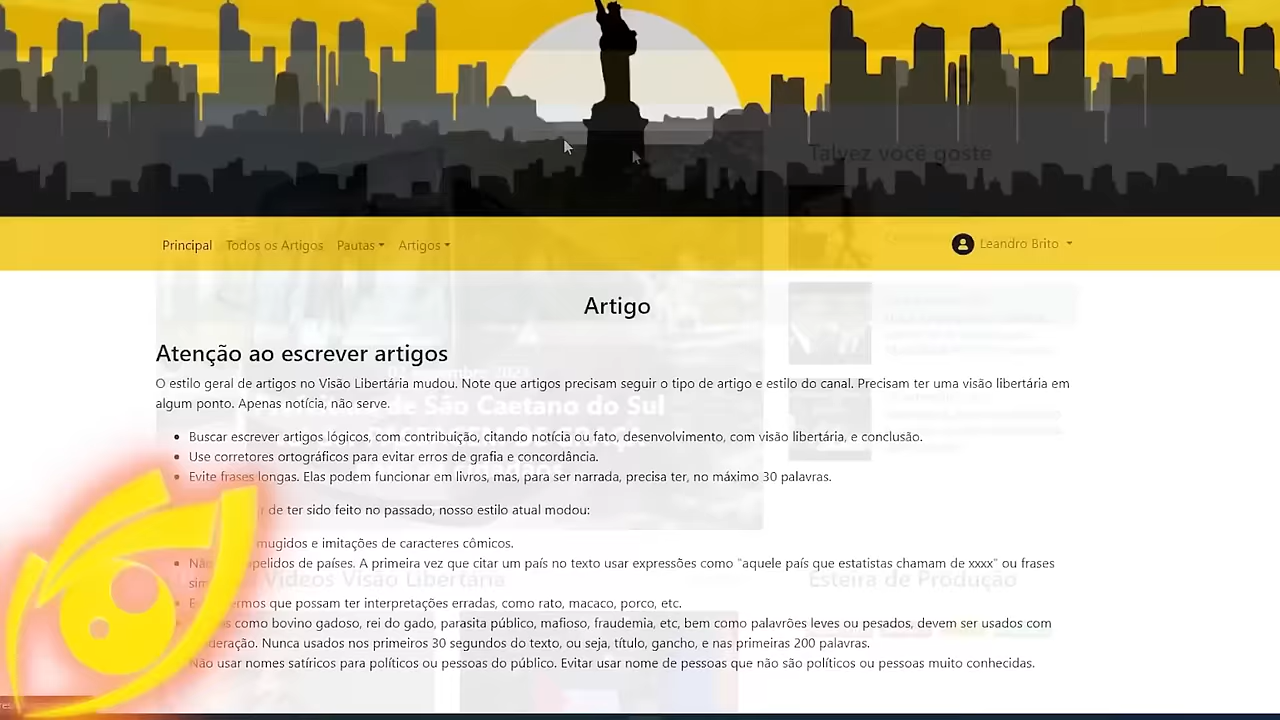 Talvez você goste
Principal Todos os Artigos Pautas Artigos Leandro Brito
Artigo
Atenção ao escrever artigos
O estilo geral de artigos no Visão Libertária mudou. Note que artigos precisam seguir o tipo de artigo e estilo do canal. Precisam ter uma visão libertária em
algum ponto. Apenas notícia, não serve.
de São Caetano do Sul
Buscar escrever artigos lógicos, com contribuição, citando notícia ou fato, desenvolvimento, com visão libertária, e conclusão.
Use corretores ortográficos para evitar erros de grafia e concordância.
Evite frases longas. Elas podem funcionar em livros, mas, para ser narrada, precisa ter, no máximo 30 palavras.
de ter sido feito no passado, nosso estilo atual modou:
mugidos e imitações de caracteres cômicos.
Não apelidos de países. A primeira vez que citar um país no texto usar expressões como "aquele país que estatistas chamam de xxxx" ou frases
Vídeos Visão Libertária Esteira de Produção
termos que possam ter interpretações erradas, como rato, macaco, porco, etc.
como bovino gadoso, rei do gado, parasita público, mafioso, fraudemia, etc, bem como palavrões leves ou pesados, devem ser usados com
Nunca usados nos primeiros 30 segundos do texto, ou seja, título, gancho, e nas primeiras 200 palavras.
Não usar nomes satíricos para políticos ou pessoas do público. Evitar usar nome de pessoas que não são políticos ou pessoas muito conhecidas.